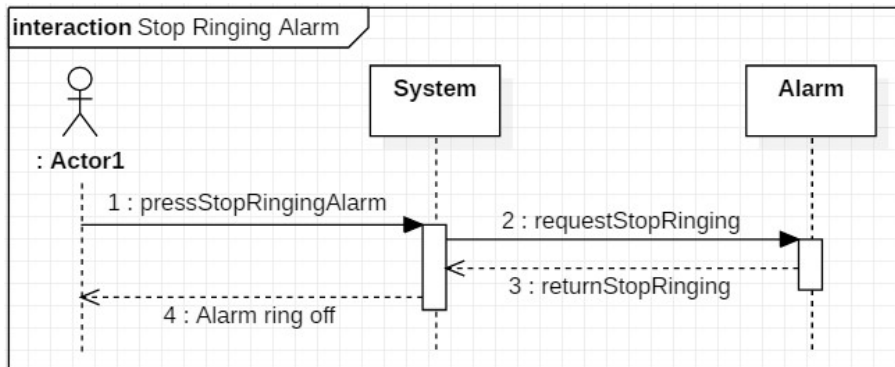 interaction Stop Ringing Alarm
System
Alarm
: Actor1
1 : pressStopRingingAlarm
2 : requestStopRinging
3 : returnStopRinging
4 : Alarm ring off